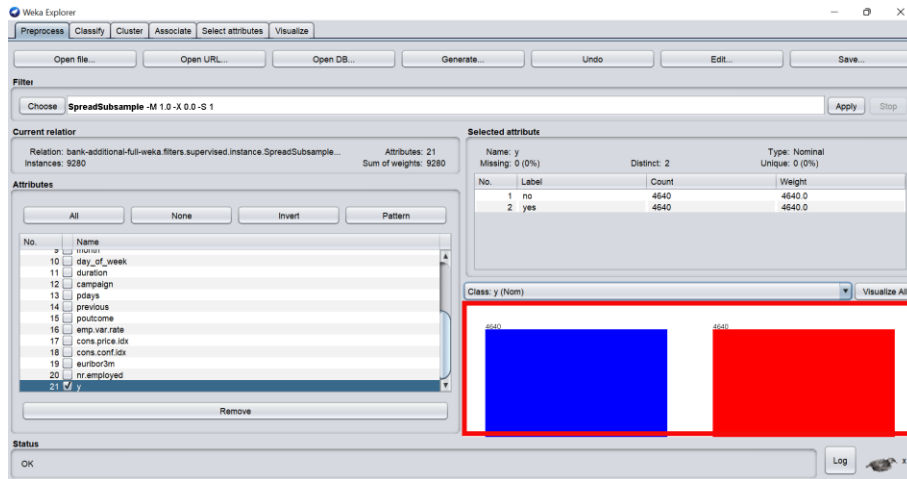 Weka Explorer
Preprocess Classify Cluster Associate Select attributes Visualize
Open file... Open URL... Open DB... Generate... Undo Edit... Save...
Filter
Choose SpreadSubsample -M 1.0 -X 0.0 -S 1 Apply Stop
Current relation
Relation: bank-additional-full-weka.filters.supervised.instance.SpreadSubsample... Attributes: 21
Instances: 9280 Sum of weights: 9280
Selected attribute
Name: y Type: Nominal
Missing: 0 (0%) Distinct: 2 Unique: 0 (0%)
No. Label Count Weight
1 no 4640 4640.0
2 yes 4640 4640.0
Attributes
All None Invert Pattern
No. Name
9 month
10 day_of_week
11 duration
12 campaign
13 pdays
14 previous
15 poutcome
16 emp.var.rate
17 cons.price.idx
18 cons.conf.idx
19 euribor3m
20 nr.employed
21 y
Remove
Class: y (Nom) Visualize All
4640 4640
Status
OK Log x